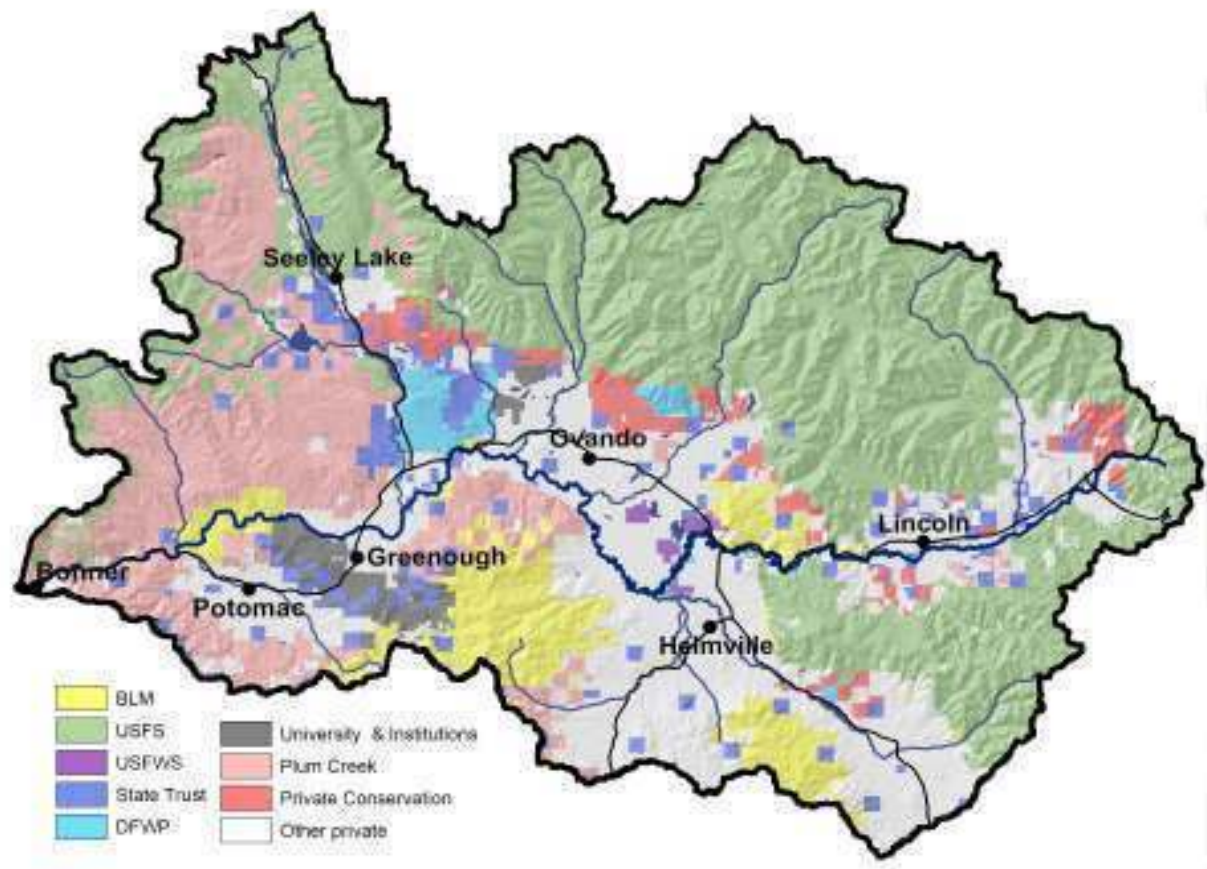 Seeley Lake
Ovando
Lincoln
Greenough
Bonner
Potomac
Helmville
BLM
USFS
USFWS
State Trust
DFWP
University & Institutions
Plum Creek
Private Conservation
Other private